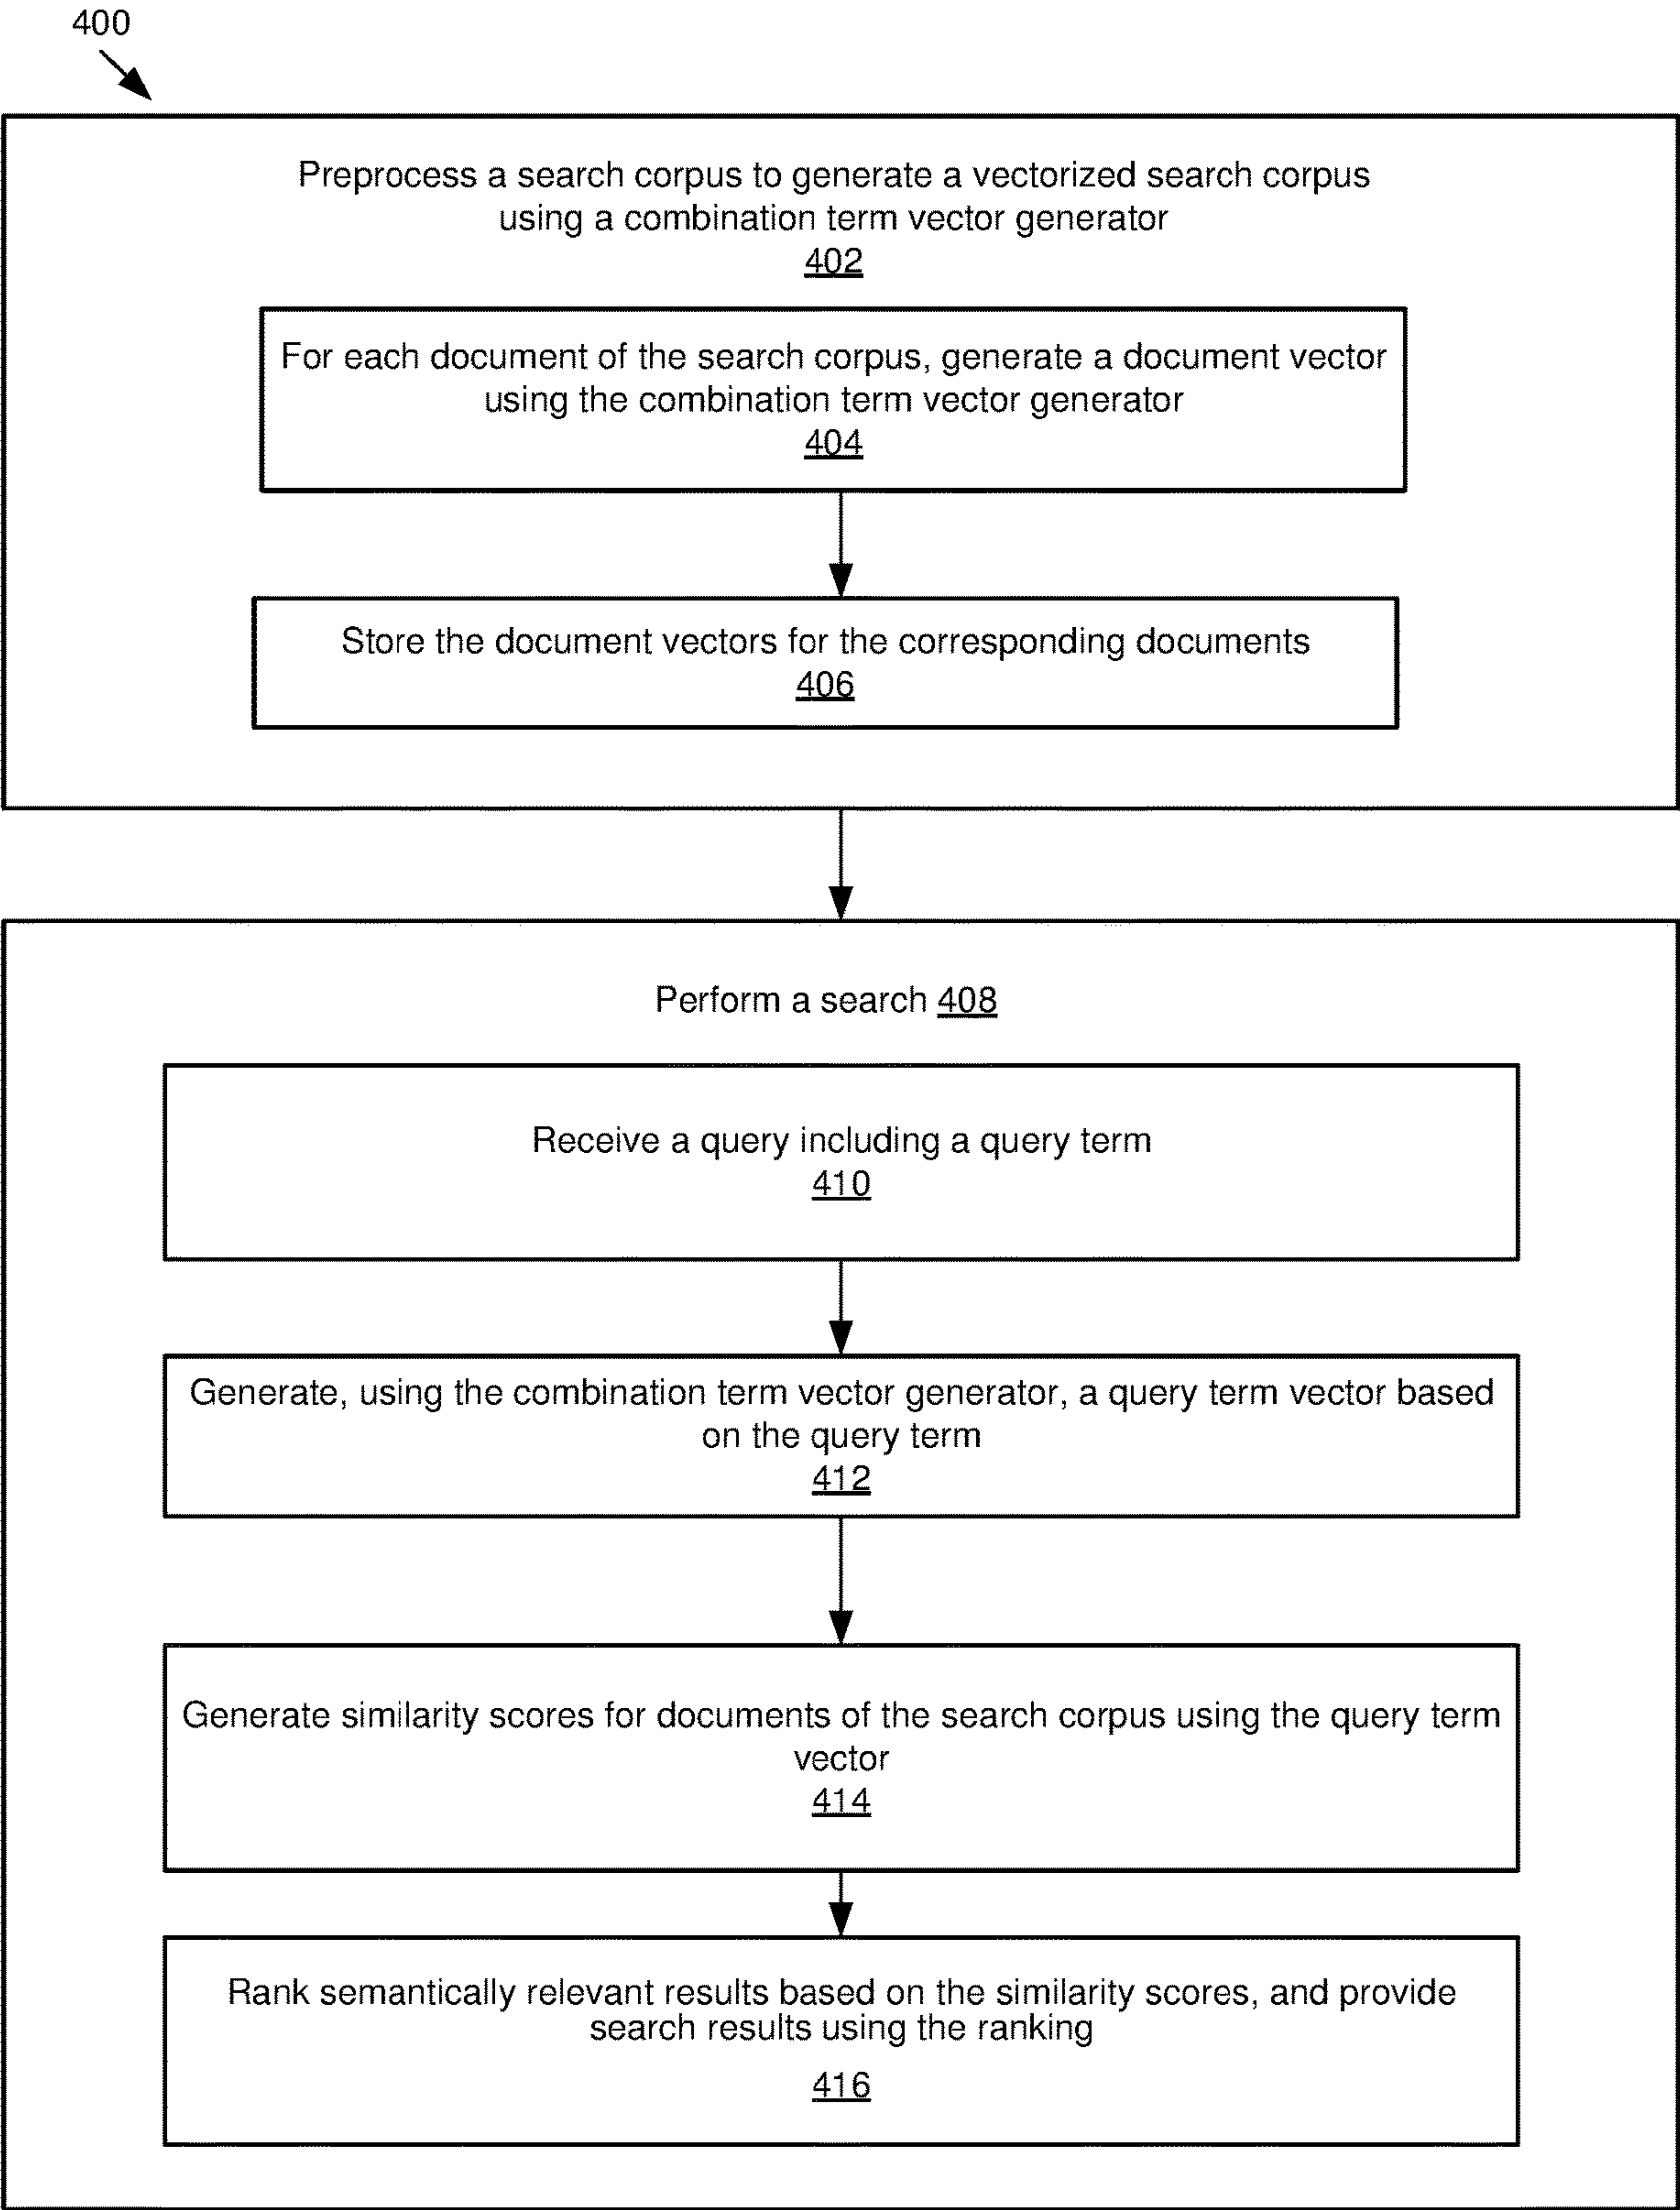 400
Preprocess a search corpus to generate a vectorized search corpus
using a combination term vector generator
402
For each document of the search corpus, generate a document vector
using the combination term vector generator
404
Store the document vectors for the corresponding documents
406
Perform a search 408
Receive a query including a query term
410
Generate, using the combination term vector generator, a query term vector based
on the query term
412
Generate similarity scores for documents of the search corpus using the query term
vector
414
Rank semantically relevant results based on the similarity scores, and provide
search results using the ranking
416